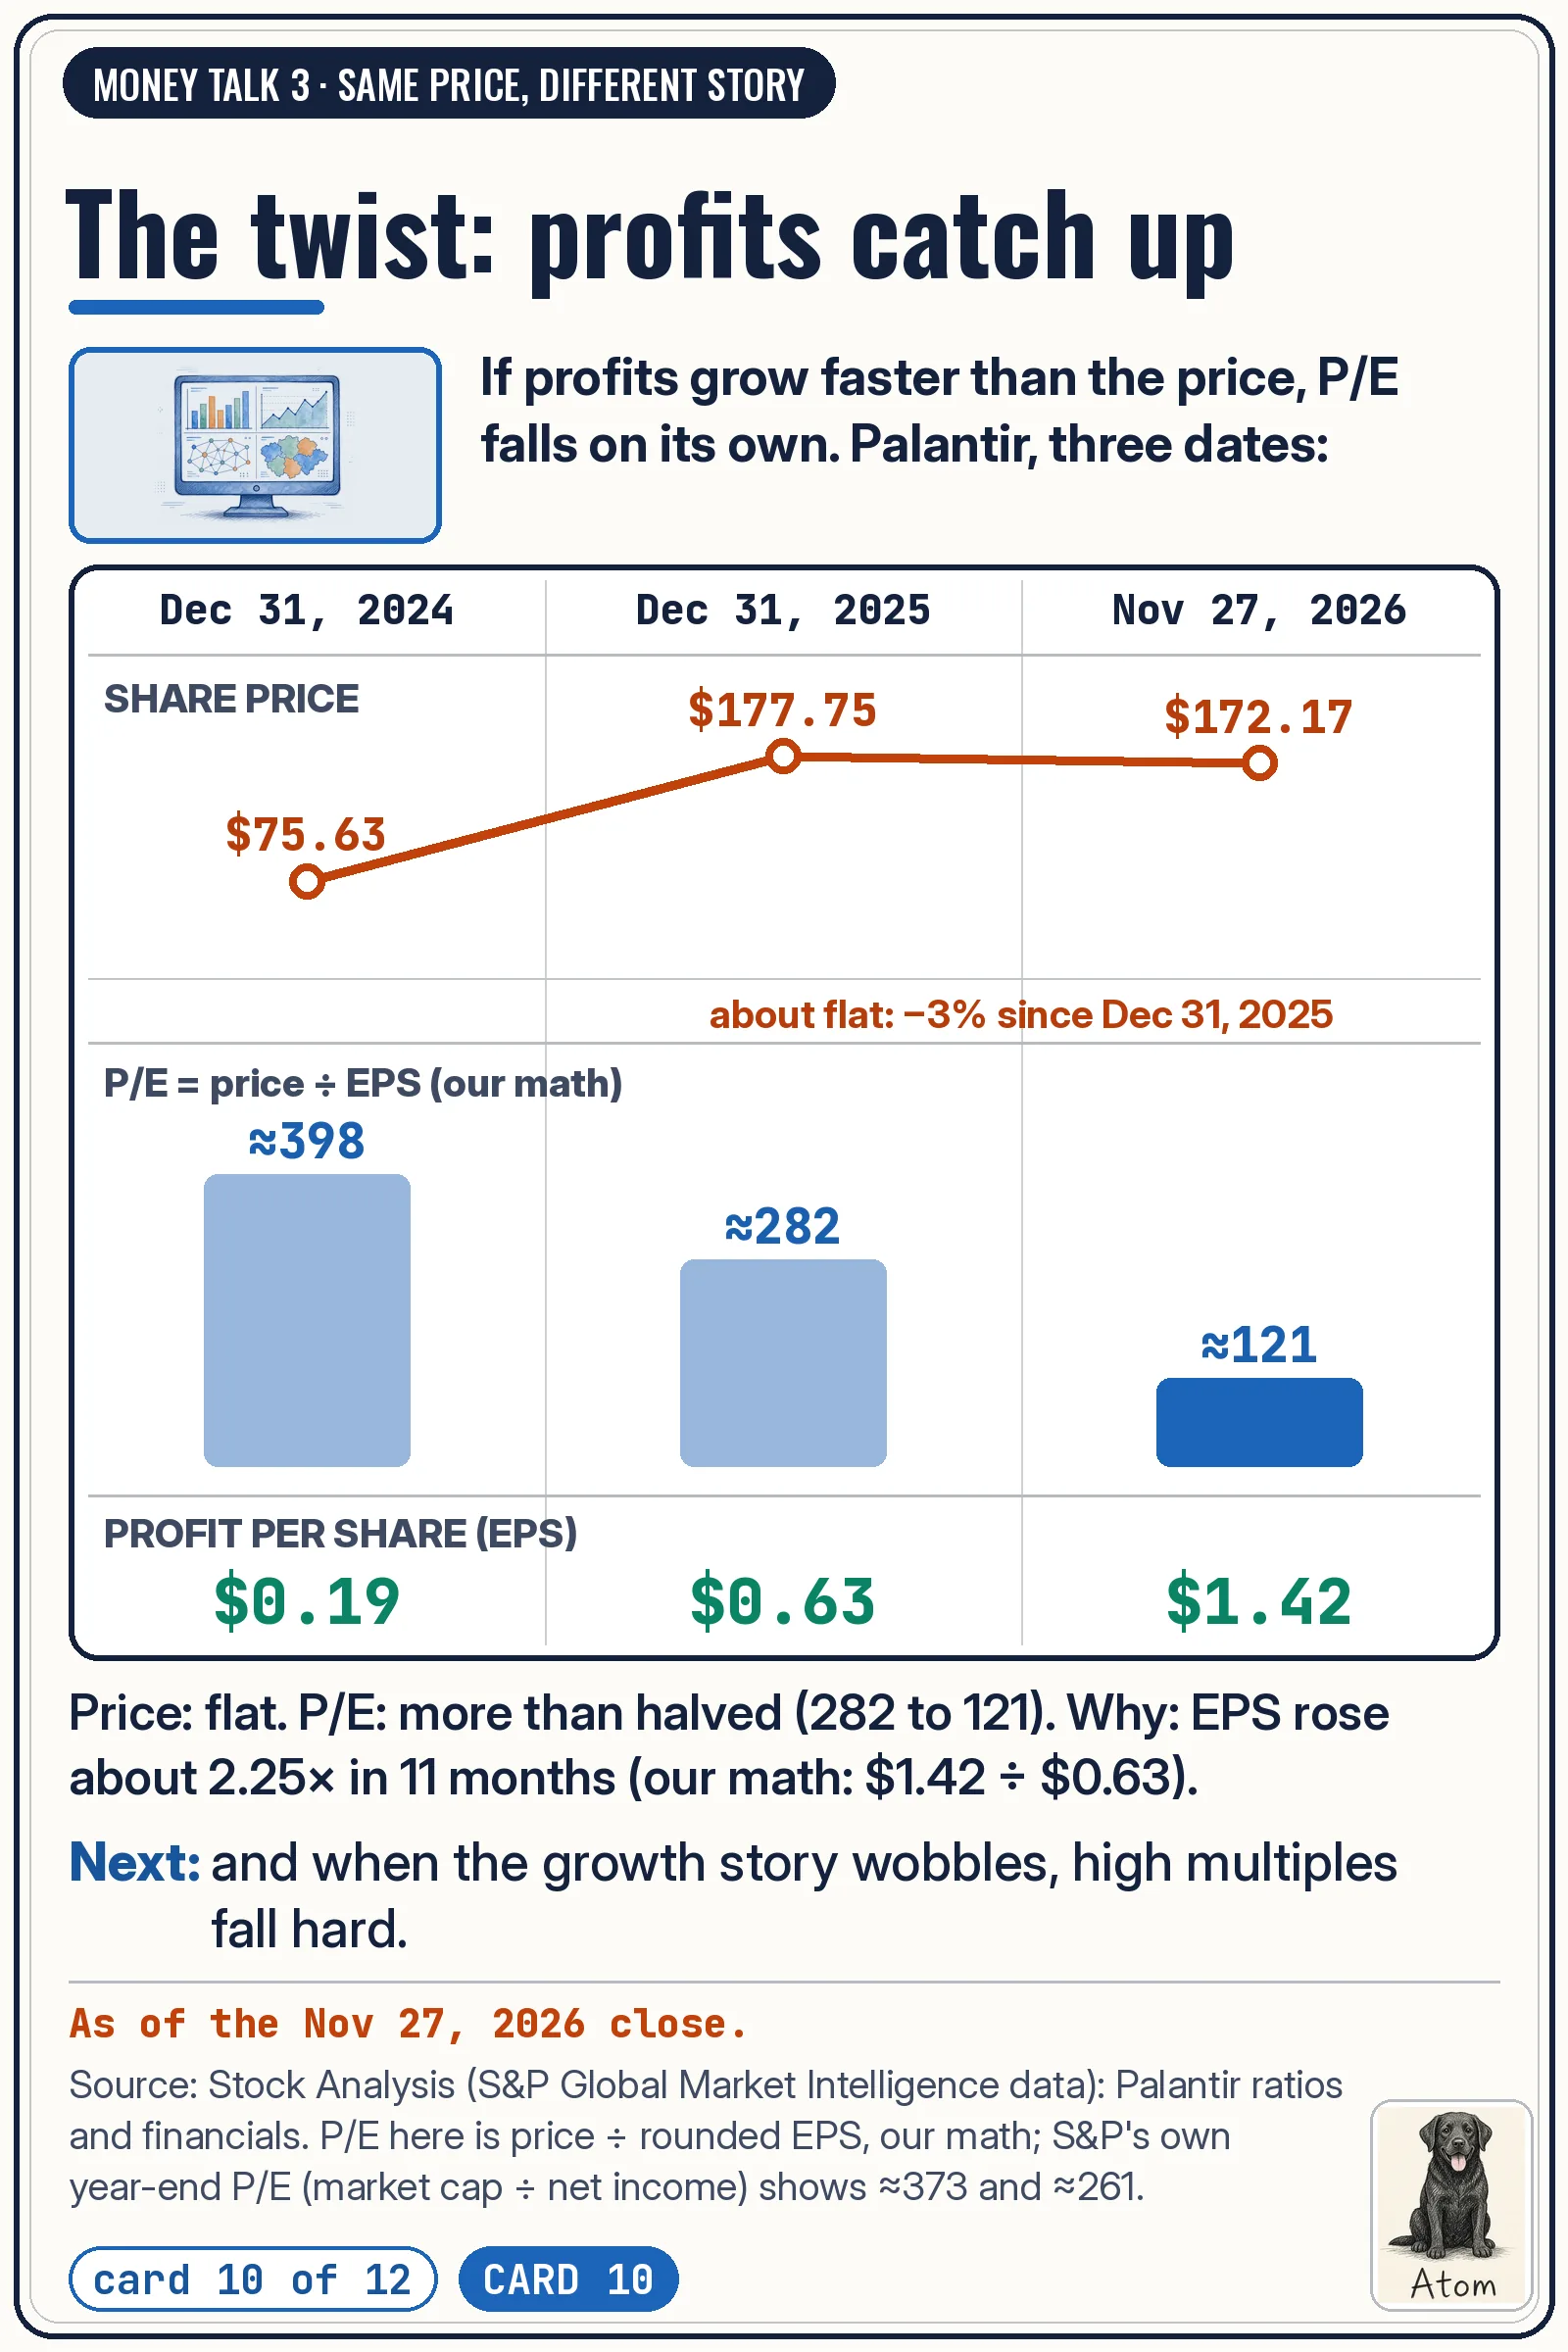 MONEY TALK 3 · SAME PRICE, DIFFERENT STORY
The twist: profits catch up
If profits grow faster than the price, P/E
falls on its own. Palantir, three dates:
Dec 31, 2024 Dec 31, 2025 Nov 27, 2026
SHARE PRICE
$75.63 $177.75 $172.17
about flat: −3% since Dec 31, 2025
P/E = price ÷ EPS (our math)
≈398 ≈282 ≈121
PROFIT PER SHARE (EPS)
$0.19 $0.63 $1.42
Price: flat. P/E: more than halved (282 to 121). Why: EPS rose
about 2.25× in 11 months (our math: $1.42 ÷ $0.63).
Next: and when the growth story wobbles, high multiples
fall hard.
As of the Nov 27, 2026 close.
Source: Stock Analysis (S&P Global Market Intelligence data): Palantir ratios
and financials. P/E here is price ÷ rounded EPS, our math; S&P's own
year-end P/E (market cap ÷ net income) shows ≈373 and ≈261.
card 10 of 12 CARD 10
Atom